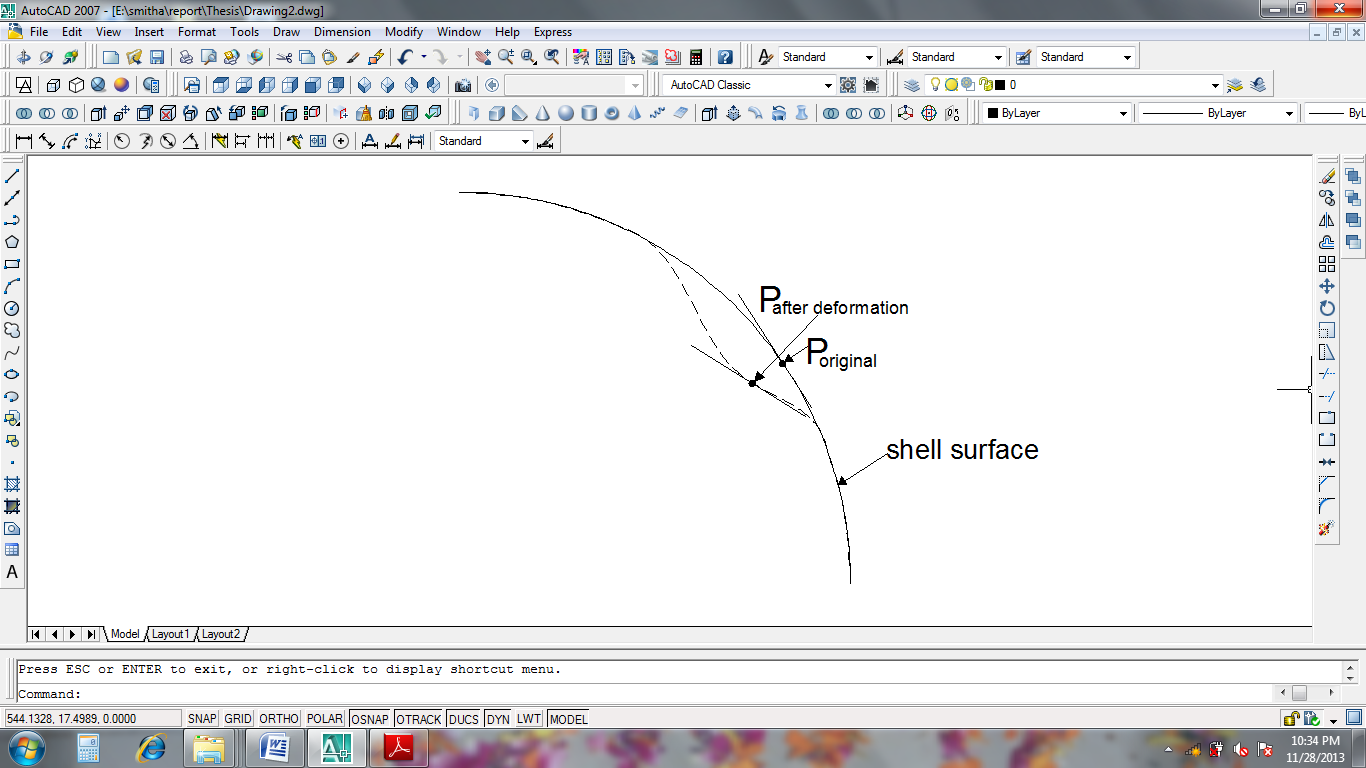 AutoCAD 2007 - [E:\smitha\report\Thesis\Drawing2.dwg]
File Edit View Insert Format Tools Draw Dimension Modify Window Help Express
Standard Standard Standard
AutoCAD Classic 0
ByLayer ByLayer ByL
Standard
P after deformation
P original
shell surface
A
Model Layout1 Layout2
Press ESC or ENTER to exit, or right-click to display shortcut menu.
Command:
544.1328, 17.4989, 0.0000 SNAP GRID ORTHO POLAR OSNAP OTRACK DUCS DYN LWT MODEL
10:34 PM
11/28/2013